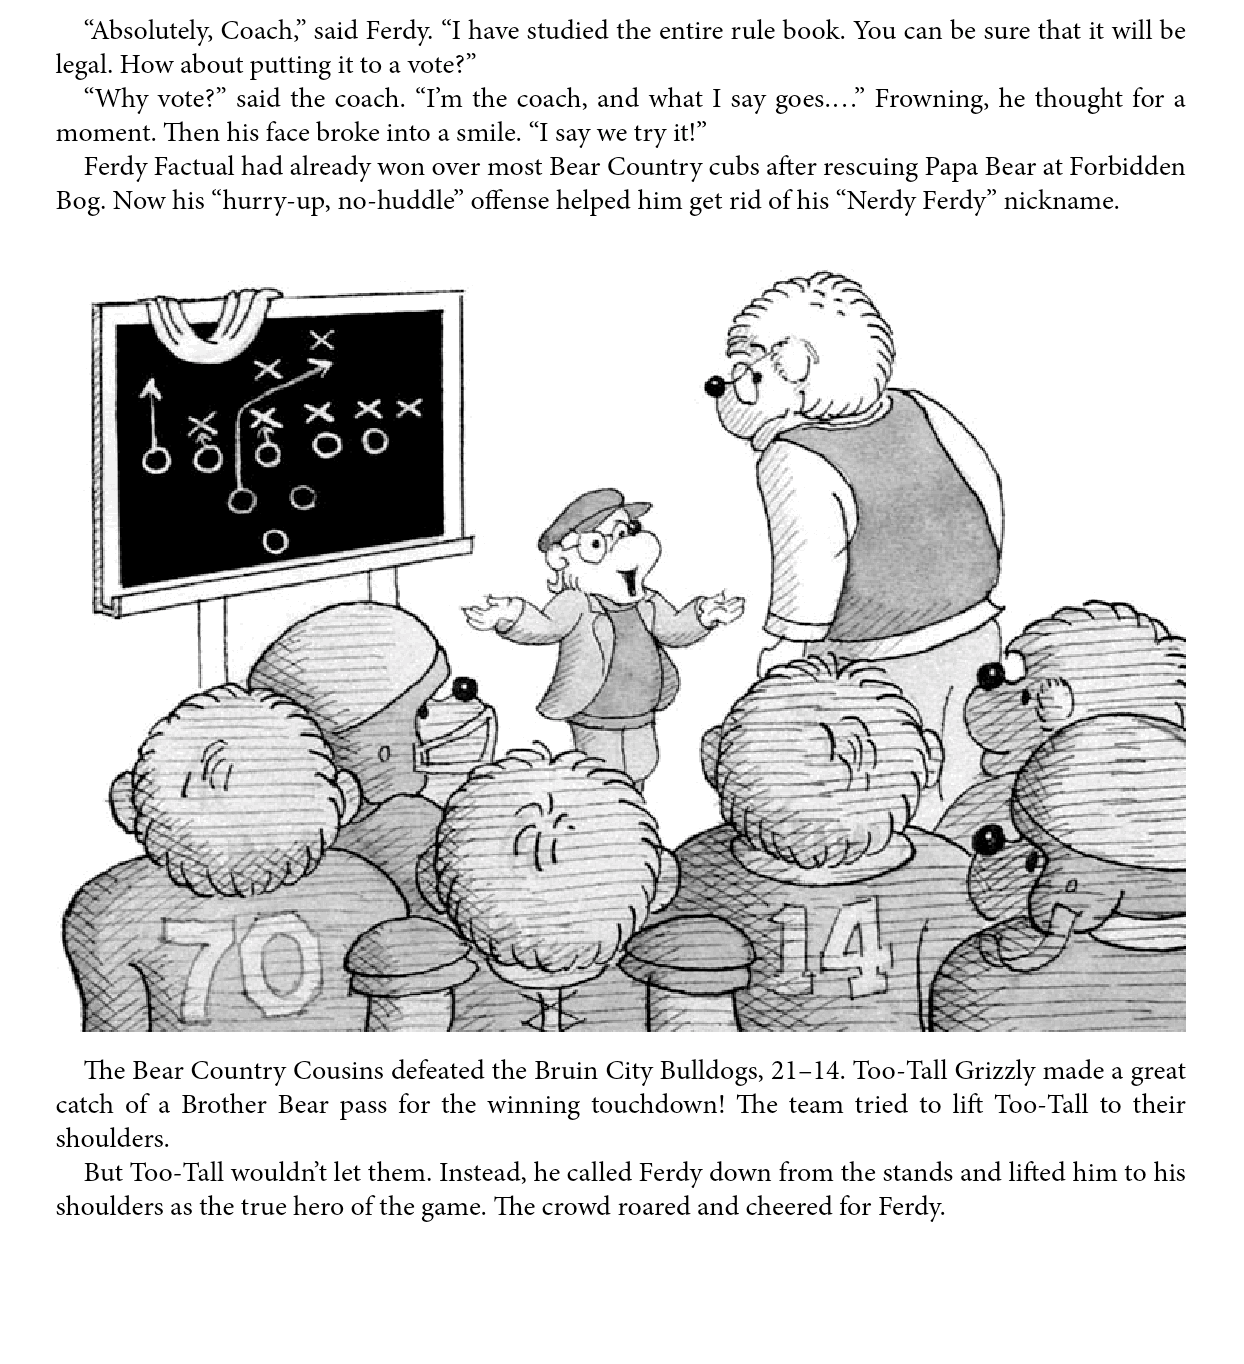 “Absolutely, Coach,” said Ferdy. “I have studied the entire rule book. You can be sure that it will be
legal. How about putting it to a vote?”
“Why vote?” said the coach. “I’m the coach, and what I say goes.…” Frowning, he thought for a
moment. Then his face broke into a smile. “I say we try it!”
Ferdy Factual had already won over most Bear Country cubs after rescuing Papa Bear at Forbidden
Bog. Now his “hurry-up, no-huddle” offense helped him get rid of his “Nerdy Ferdy” nickname.
70
14
The Bear Country Cousins defeated the Bruin City Bulldogs, 21–14. Too-Tall Grizzly made a great
catch of a Brother Bear pass for the winning touchdown! The team tried to lift Too-Tall to their
shoulders.
But Too-Tall wouldn’t let them. Instead, he called Ferdy down from the stands and lifted him to his
shoulders as the true hero of the game. The crowd roared and cheered for Ferdy.